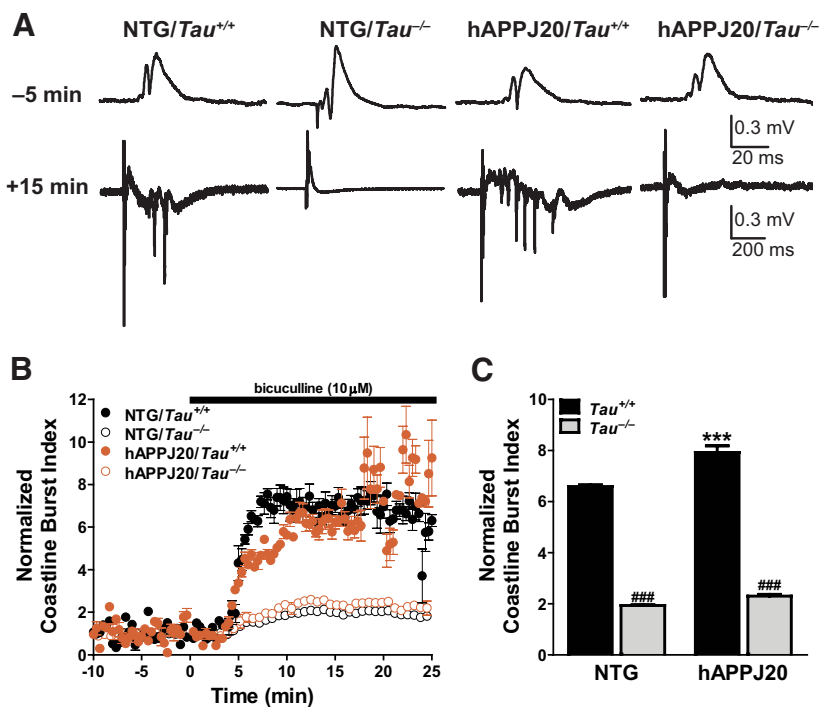 A
NTG/Tau+/+ NTG/Tau–/– hAPPJ20/Tau+/+ hAPPJ20/Tau–/–
–5 min
0.3 mV
20 ms
+15 min
0.3 mV
200 ms
B
bicuculline (10 μM)
NTG/Tau+/+
NTG/Tau–/–
hAPPJ20/Tau+/+
hAPPJ20/Tau–/–
Normalized
Coastline Burst Index
12
10
8
6
4
2
0
-10 -5 0 5 10 15 20 25
Time (min)
C
Tau+/+
Tau–/–
Normalized
Coastline Burst Index
10
8
6
4
2
0
***
###
###
NTG hAPPJ20